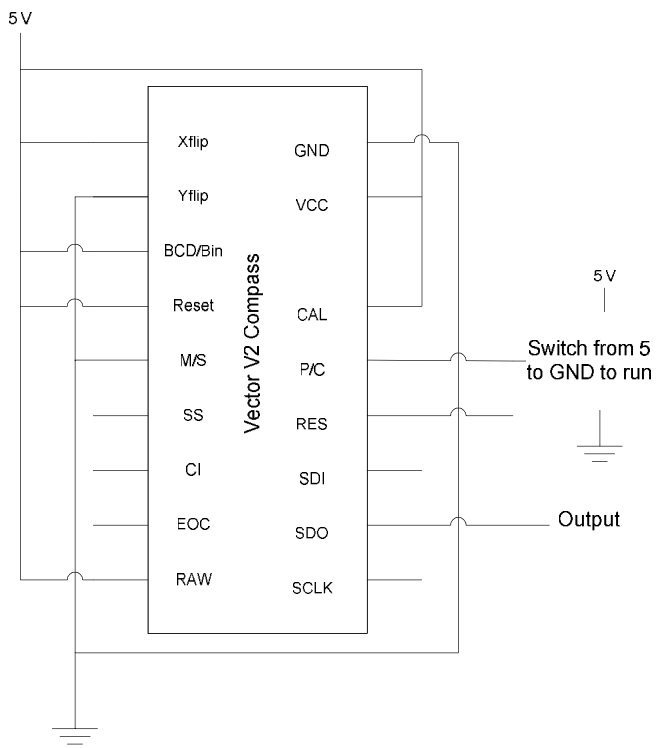 5 V
Xflip
Yflip
BCD/Bin
Reset
M/S
SS
CI
EOC
RAW
Vector V2 Compass
GND
VCC
CAL
P/C
RES
SDI
SDO
SCLK
5 V
Switch from 5
to GND to run
Output